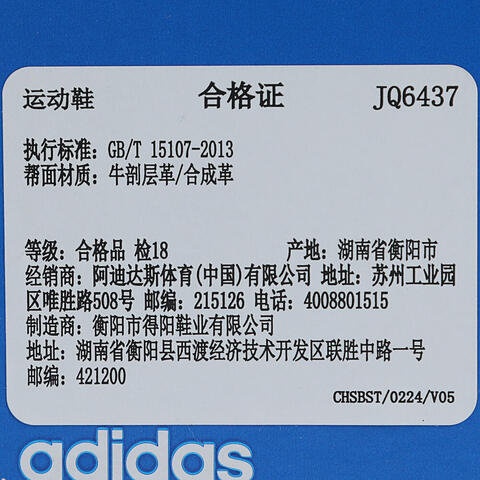 运动鞋 合格证 JQ6437
执行标准: GB/T 15107-2013
帮面材质: 牛剖层革/合成革
等级: 合格品 检18 产地: 湖南省衡阳市
经销商: 阿迪达斯体育(中国)有限公司 地址: 苏州工业园
区唯胜路508号 邮编: 215126 电话: 4008801515
制造商: 衡阳市得阳鞋业有限公司
地址: 湖南省衡阳县西渡经济技术开发区联胜中路一号
邮编: 421200
CHSBST/0224/V05
adidas